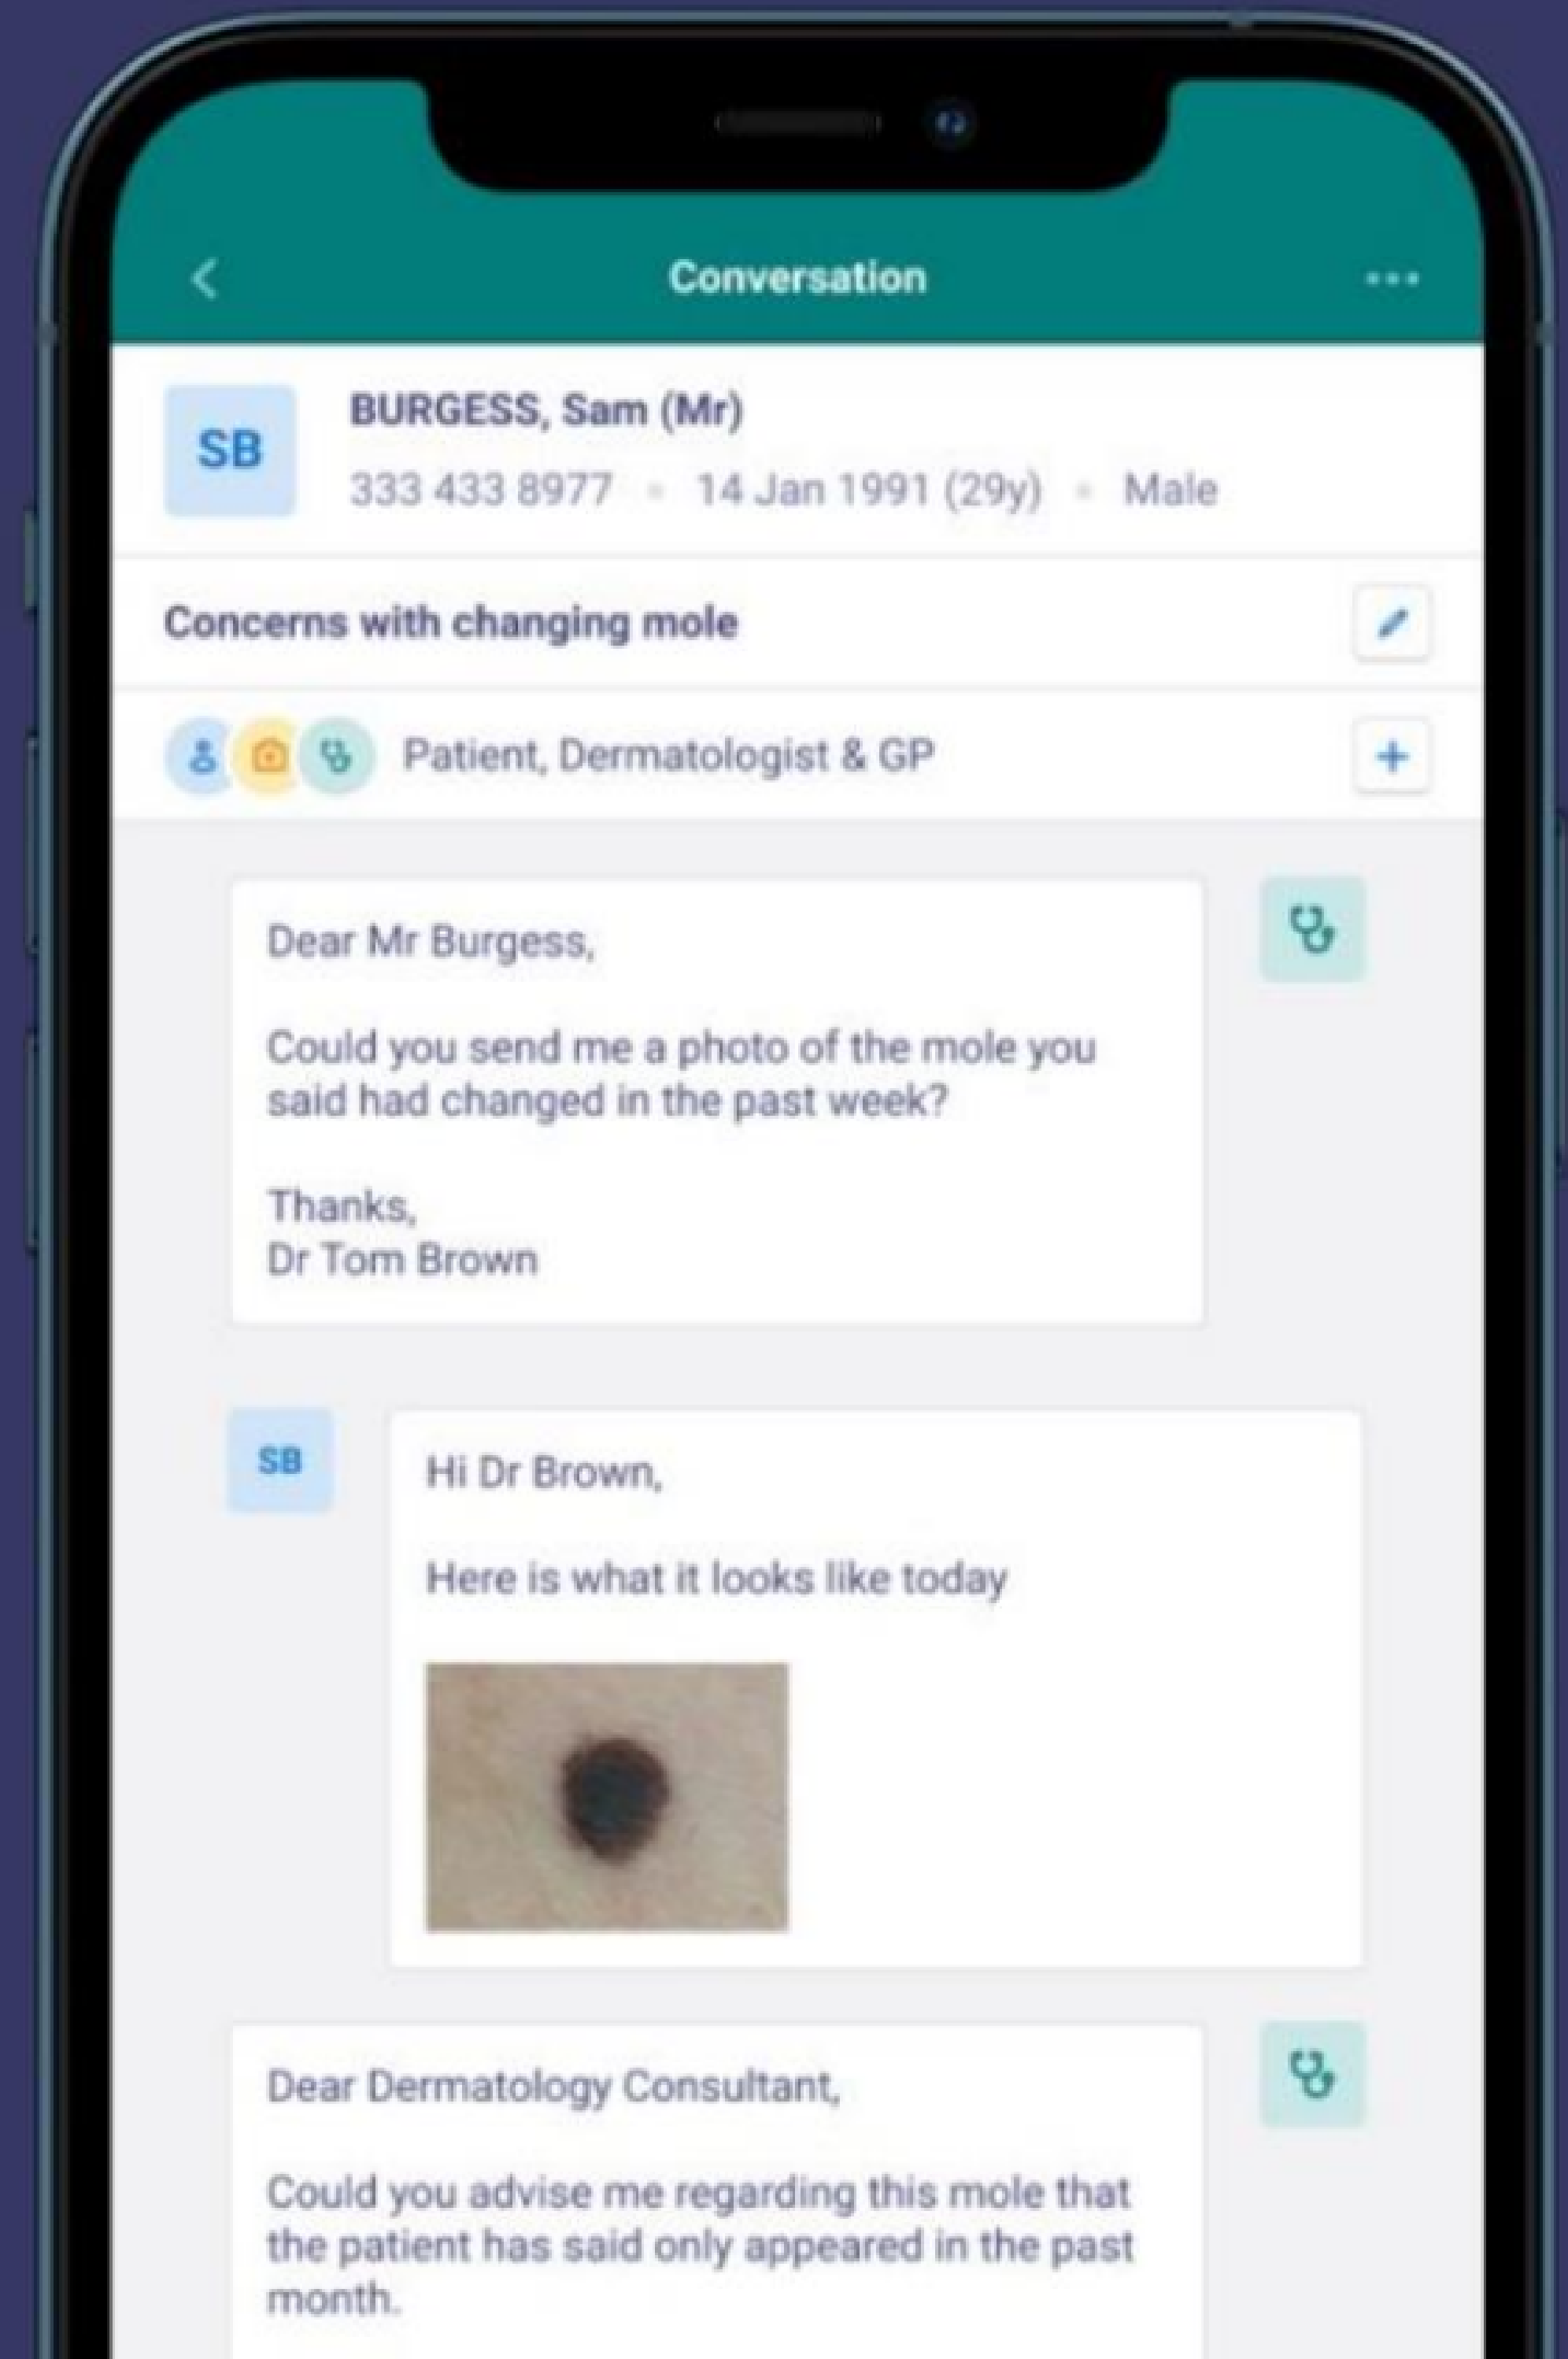 Conversation
SB
BURGESS, Sam (Mr)
333 433 8977 • 14 Jan 1991 (29y) • Male
Concerns with changing mole
Patient, Dermatologist & GP
Dear Mr Burgess,
Could you send me a photo of the mole you
said had changed in the past week?
Thanks,
Dr Tom Brown
SB
Hi Dr Brown,
Here is what it looks like today
Dear Dermatology Consultant,
Could you advise me regarding this mole that
the patient has said only appeared in the past
month.